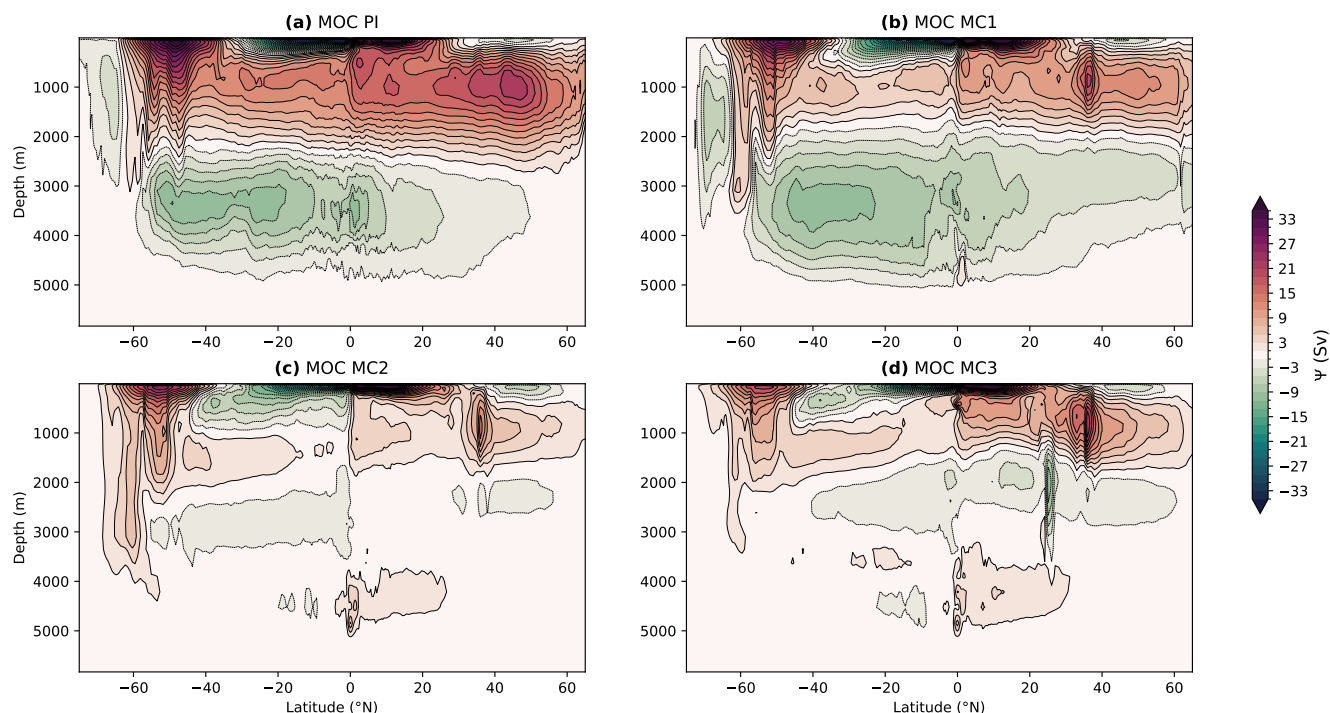 (a) MOC PI
(b) MOC MC1
1000
2000
3000
4000
5000
Depth (m)
−60 −40 −20 0 20 40 60
1000
2000
3000
4000
5000
−60 −40 −20 0 20 40 60
(c) MOC MC2
(d) MOC MC3
1000
2000
3000
4000
5000
Depth (m)
−60 −40 −20 0 20 40 60
Latitude (°N)
1000
2000
3000
4000
5000
−60 −40 −20 0 20 40 60
Latitude (°N)
33
27
21
15
9
3
−3
−9
−15
−21
−27
−33
Ψ (Sv)